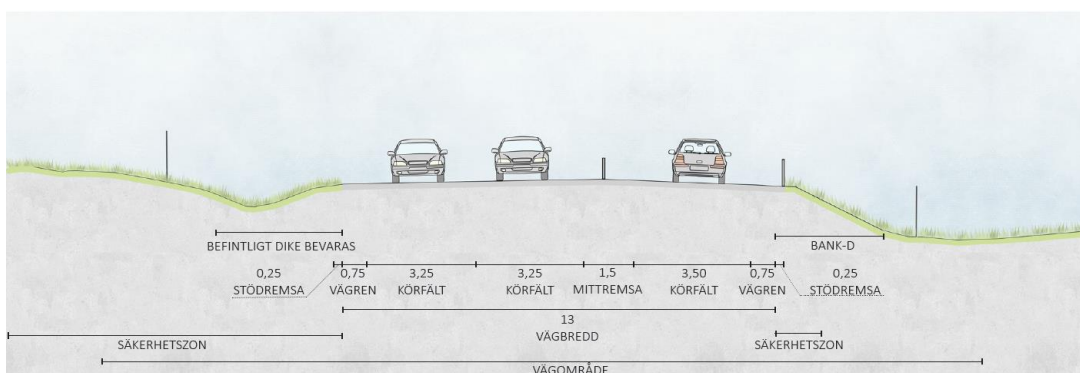 BEFINTLIGT DIKE BEVARAS
BANK-D
0,25 0,75 3,25 3,25 1,5 3,50 0,75 0,25
STÖDREMSA VÄGREN KÖRFÄLT KÖRFÄLT MITTREMSA KÖRFÄLT VÄGREN STÖDREMSA
13
VÄGBREDD
SÄKERHETSZON SÄKERHETSZON
VÄGOMRÅDE